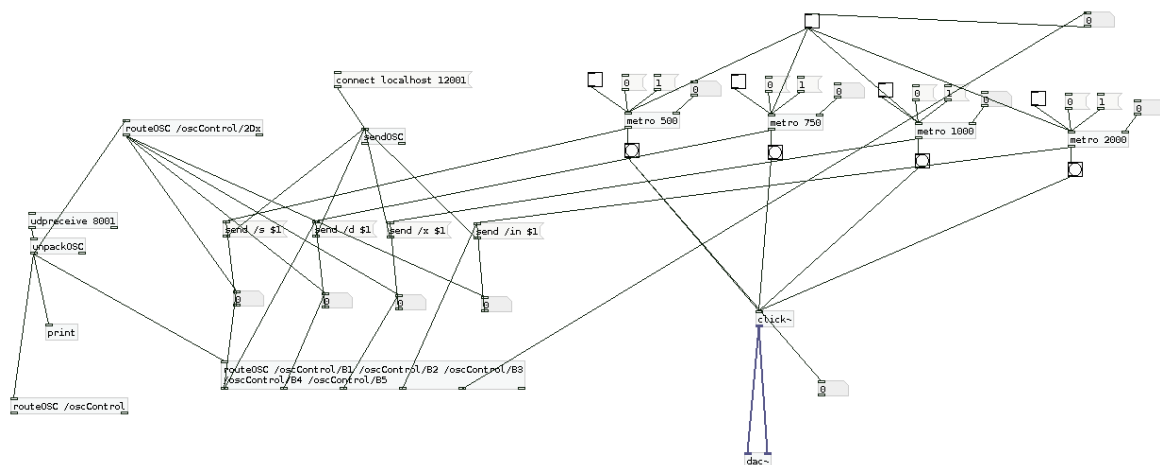 0
connect localhost 12001
0
1
0
0
1
0
0
1
0
0
1
0
metro 500
metro 750
metro 1000
metro 2000
routeOSC /oscControl/2Dx
sendOSC
udpreceive 8001
send /s $1
send /d $1
send /x $1
send /in $1
unpackOSC
0
0
0
0
print
click~
routeOSC /oscControl/B1 /oscControl/B2 /oscControl/B3
/oscControl/B4 /oscControl/B5
0
routeOSC /oscControl
dac~